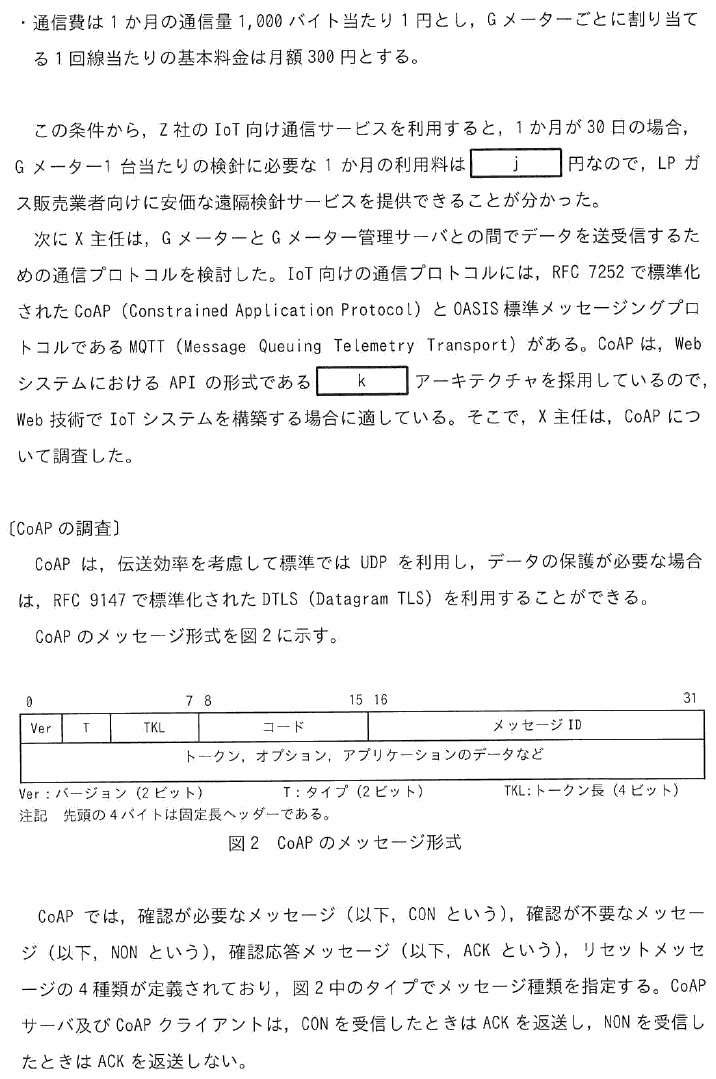 ・通信費は1か月の通信量1,000バイト当たり1円とし，Gメーターごとに割り当て
る1回線当たりの基本料金は月額300円とする。
この条件から，Z社のIoT向け通信サービスを利用すると，1か月が30日の場合，
Gメーター1台当たりの検針に必要な1か月の利用料は j 円なので，LPガ
ス販売業者向けに安価な遠隔検針サービスを提供できることが分かった。
次にX主任は，GメーターとGメーター管理サーバとの間でデータを送受信するた
めの通信プロトコルを検討した。IoT向けの通信プロトコルには，RFC 7252で標準化
されたCoAP（Constrained Application Protocol）とOASIS標準メッセージングプロ
トコルであるMQTT（Message Queuing Telemetry Transport）がある。CoAPは，Web
システムにおけるAPIの形式である k アーキテクチャを採用しているので，
Web技術でIoTシステムを構築する場合に適している。そこで，X主任は，CoAPにつ
いて調査した。
〔CoAPの調査〕
CoAPは，伝送効率を考慮して標準ではUDPを利用し，データの保護が必要な場合
は，RFC 9147で標準化されたDTLS（Datagram TLS）を利用することができる。
CoAPのメッセージ形式を図2に示す。
0 7 8 15 16 31
Ver T TKL コード メッセージID
トークン，オプション，アプリケーションのデータなど
Ver：バージョン（2ビット） T：タイプ（2ビット） TKL：トークン長（4ビット）
注記 先頭の4バイトは固定長ヘッダーである。
図2 CoAPのメッセージ形式
CoAPでは，確認が必要なメッセージ（以下，CONという），確認が不要なメッセー
ジ（以下，NONという），確認応答メッセージ（以下，ACKという），リセットメッセ
ージの4種類が定義されており，図2中のタイプでメッセージ種類を指定する。CoAP
サーバ及びCoAPクライアントは，CONを受信したときはACKを返送し，NONを受信し
たときはACKを返送しない。